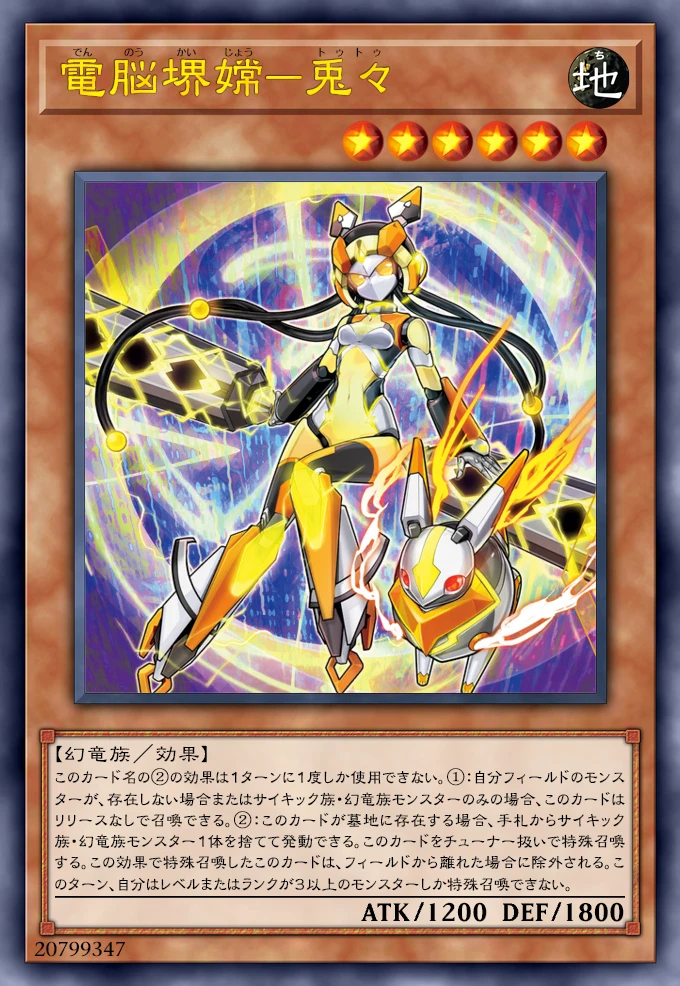 でんのうかいじょう トゥトゥ
電脳堺嫦－兎々
ち
地
【幻竜族／効果】
このカード名の②の効果は１ターンに１度しか使用できない。①：自分フィールドのモンス
ターが、存在しない場合またはサイキック族・幻竜族モンスターのみの場合、このカードは
リリースなしで召喚できる。②：このカードが墓地に存在する場合、手札からサイキック
族・幻竜族モンスター１体を捨てて発動できる。このカードをチューナー扱いで特殊召喚
する。この効果で特殊召喚したこのカードは、フィールドから離れた場合に除外される。こ
のターン、自分はレベルまたはランクが３以上のモンスターしか特殊召喚できない。
ATK/1200 DEF/1800
20799347